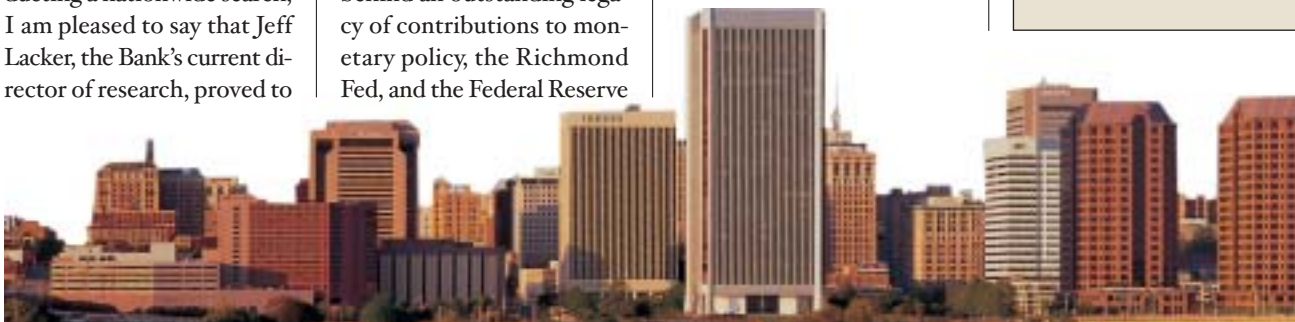 I am pleased to say that Jeff
Lacker, the Bank's current di-
rector of research, proved to
cy of contributions to mon-
etary policy, the Richmond
Fed, and the Federal Reserve